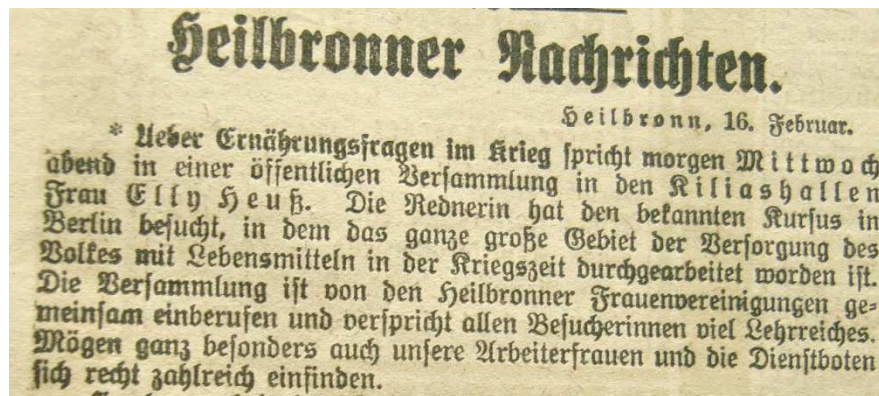 Heilbronner Nachrichten.
Heilbronn, 16. Februar.
* Ueber Ernährungsfragen im Krieg spricht morgen Mittwoch
abend in einer öffentlichen Versammlung in den Kiliashallen
Frau Elly Heuß. Die Rednerin hat den bekannten Kursus in
Berlin besucht, in dem das ganze große Gebiet der Versorgung des
Volkes mit Lebensmitteln in der Kriegszeit durchgearbeitet worden ist.
Die Versammlung ist von den Heilbronner Frauenvereinigungen ge-
meinsam einberufen und verspricht allen Besucherinnen viel Lehrreiches.
Mögen ganz besonders auch unsere Arbeiterfrauen und die Dienstboten
sich recht zahlreich einfinden.